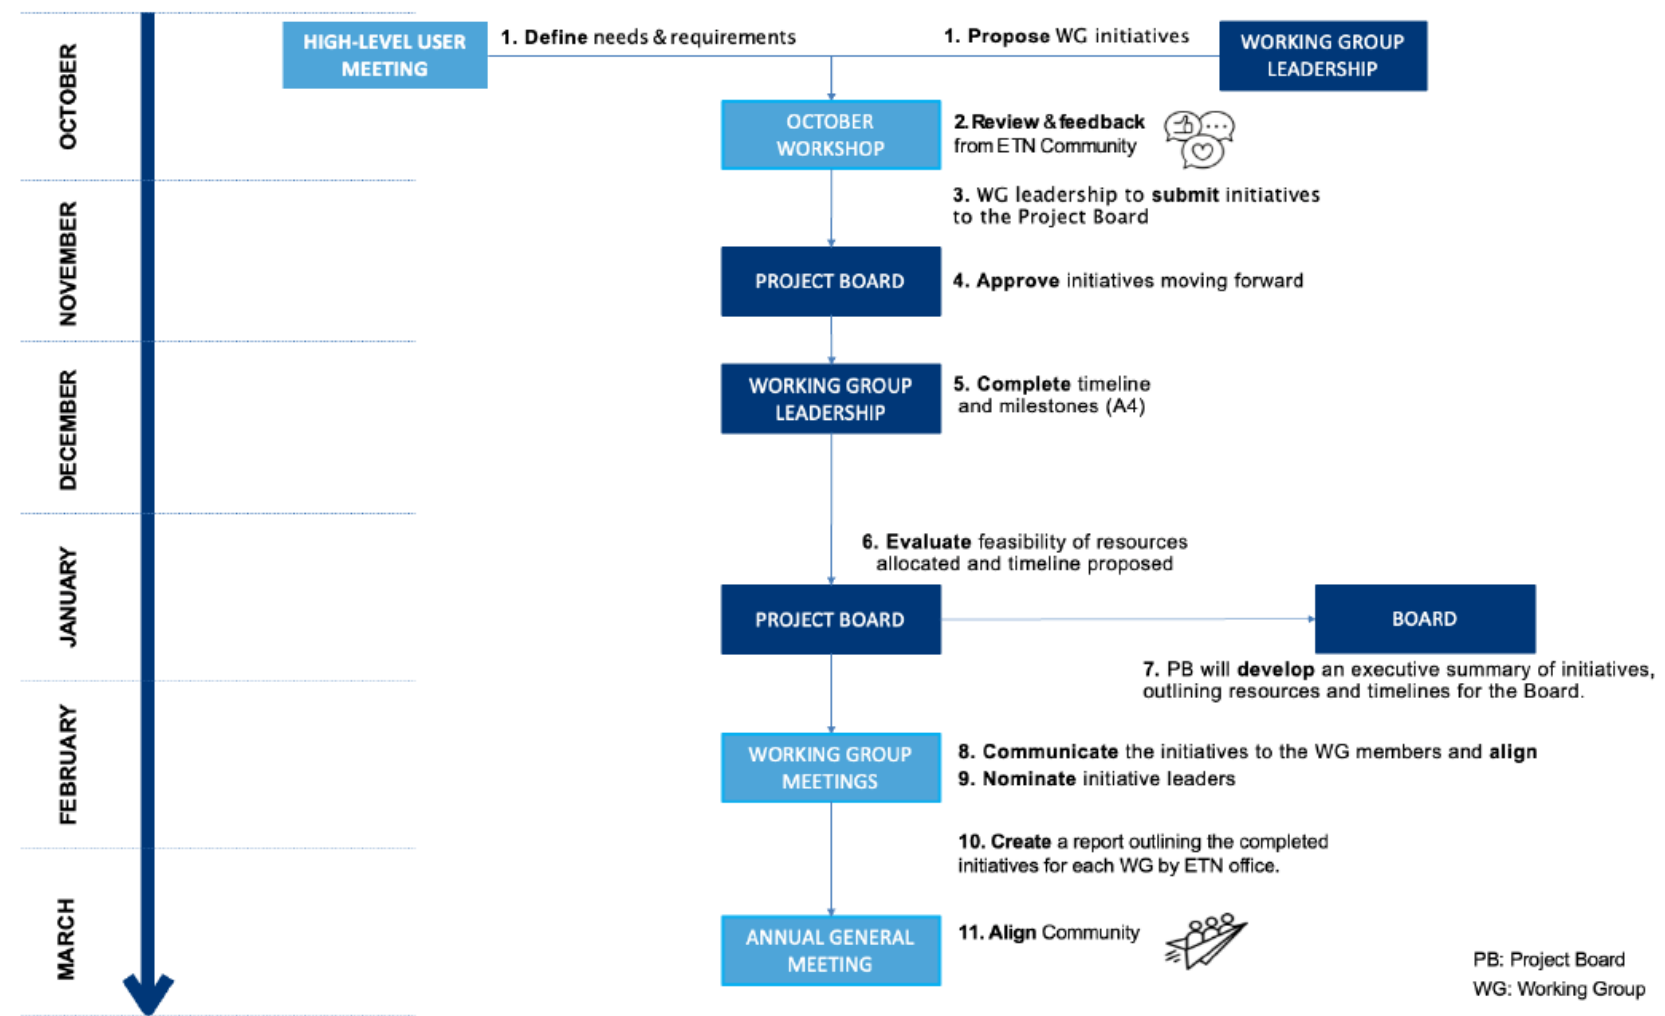 OCTOBER
HIGH-LEVEL USER
MEETING
1. Define needs & requirements
1. Propose WG initiatives
WORKING GROUP
LEADERSHIP
OCTOBER
WORKSHOP
2. Review & feedback
from ETN Community
NOVEMBER
3. WG leadership to submit initiatives
to the Project Board
PROJECT BOARD
4. Approve initiatives moving forward
DECEMBER
WORKING GROUP
LEADERSHIP
5. Complete timeline
and milestones (A4)
JANUARY
6. Evaluate feasibility of resources
allocated and timeline proposed
PROJECT BOARD
BOARD
7. PB will develop an executive summary of initiatives,
outlining resources and timelines for the Board.
FEBRUARY
WORKING GROUP
MEETINGS
8. Communicate the initiatives to the WG members and align
9. Nominate initiative leaders
MARCH
10. Create a report outlining the completed
initiatives for each WG by ETN office.
ANNUAL GENERAL
MEETING
11. Align Community
PB: Project Board
WG: Working Group